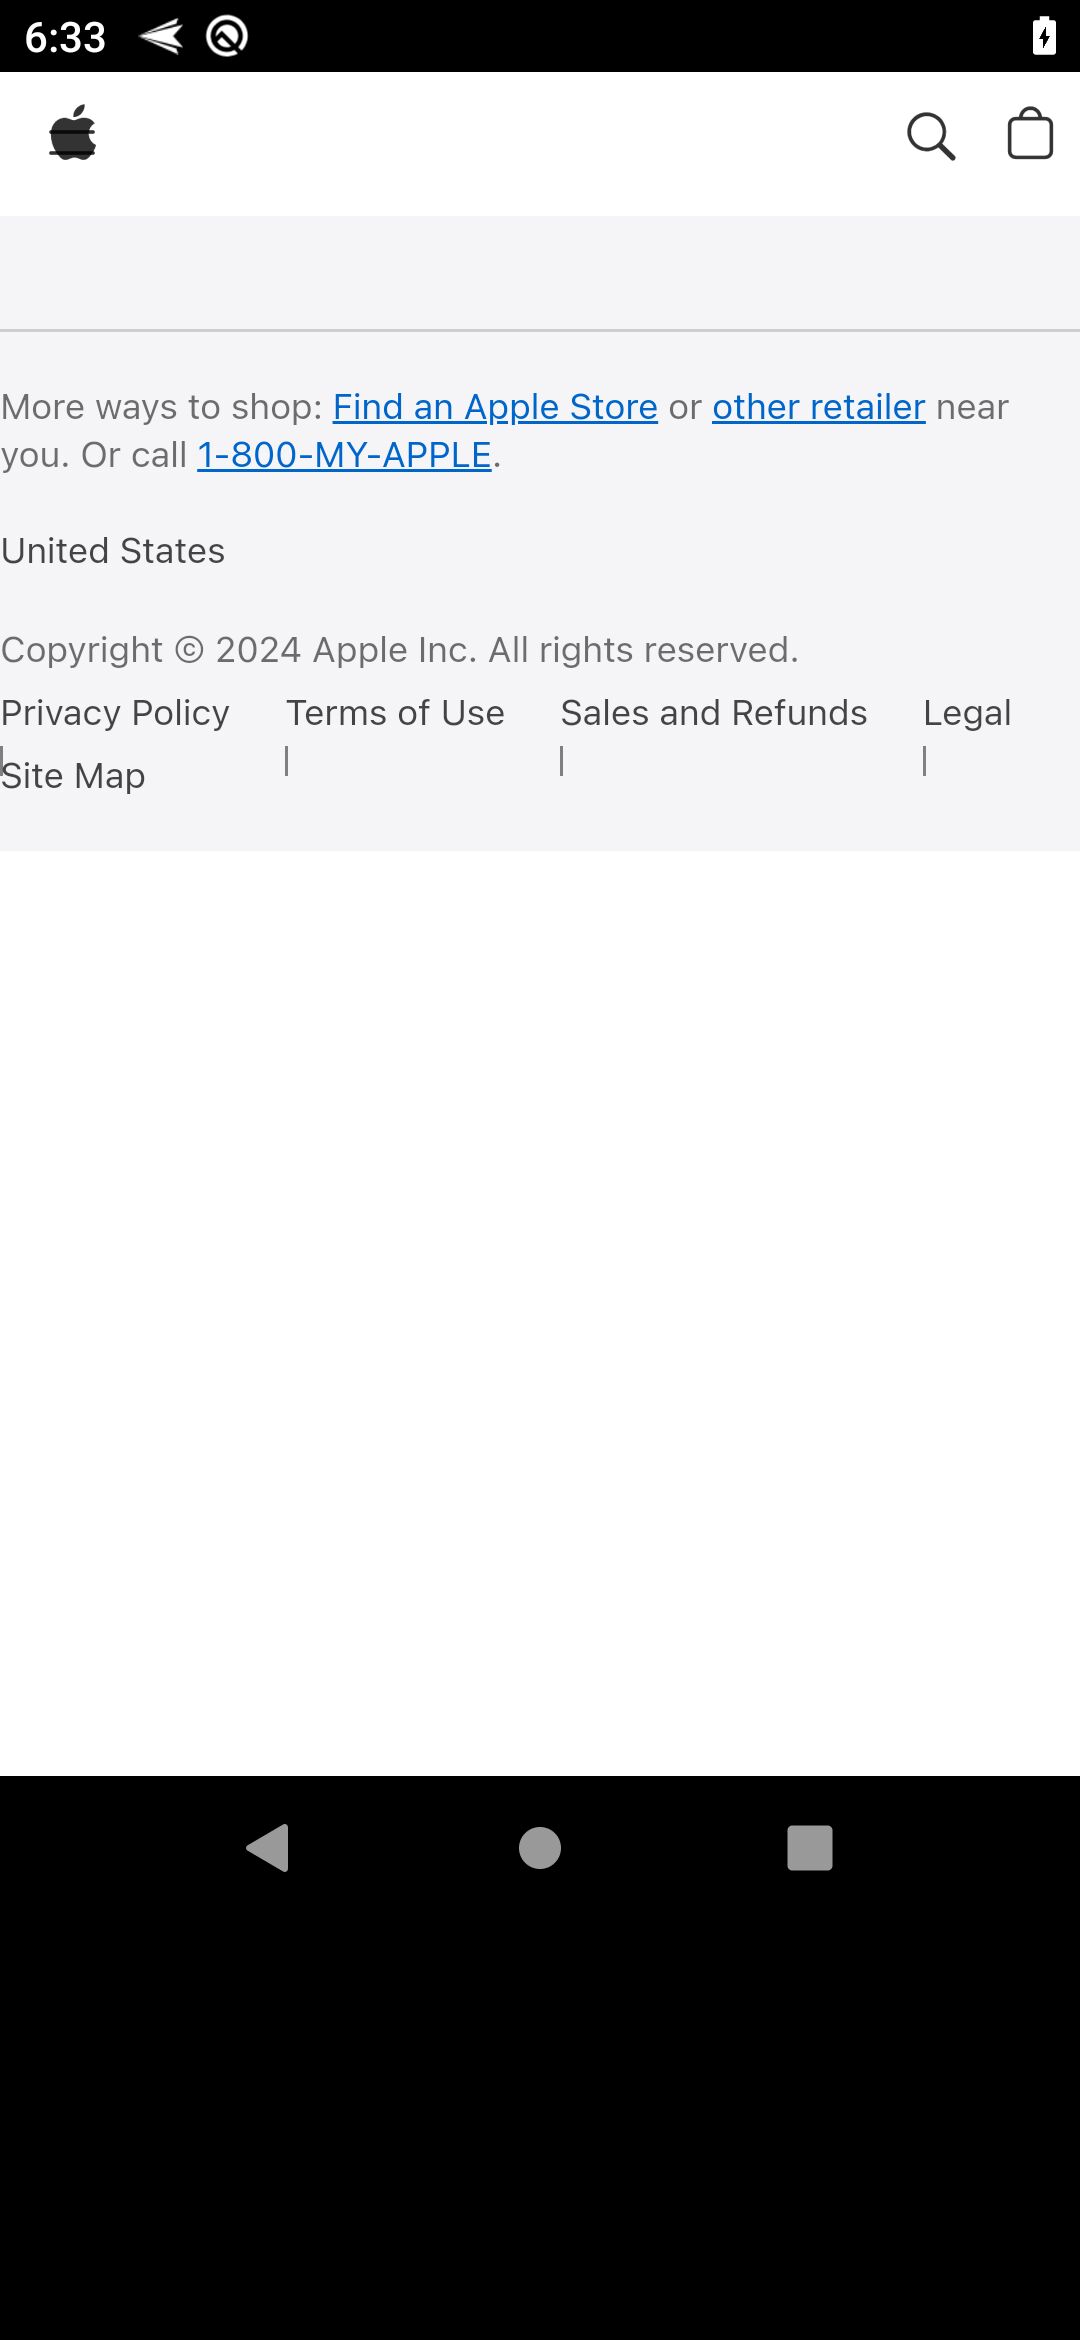 6:33
More ways to shop: Find an Apple Store or other retailer near
you. Or call 1-800-MY-APPLE.
United States
Copyright © 2024 Apple Inc. All rights reserved.
Privacy Policy | Terms of Use | Sales and Refunds | Legal |
Site Map